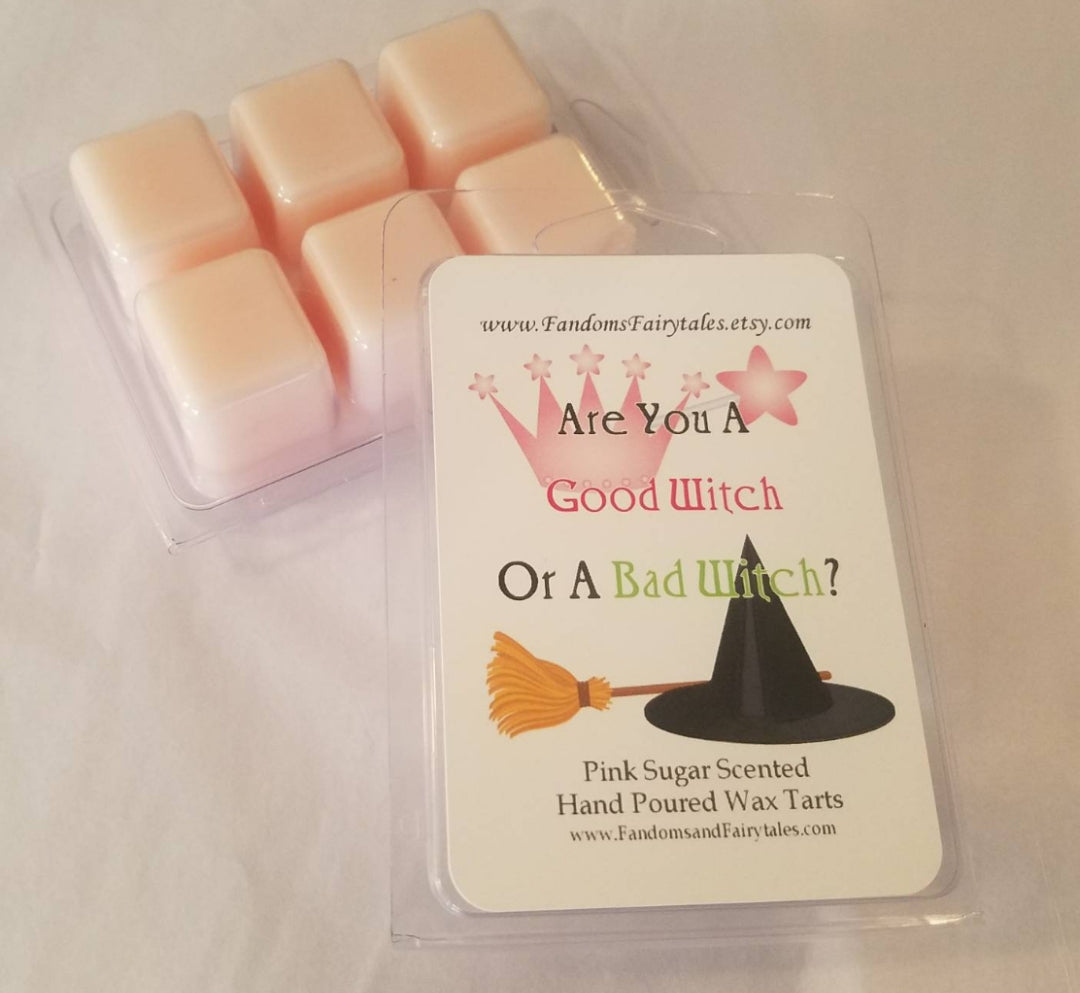 www.FandomsFairytales.etsy.com
Are You A
Good Witch
Or A Bad Witch?
Pink Sugar Scented
Hand Poured Wax Tarts
www.FandomsandFairytales.com